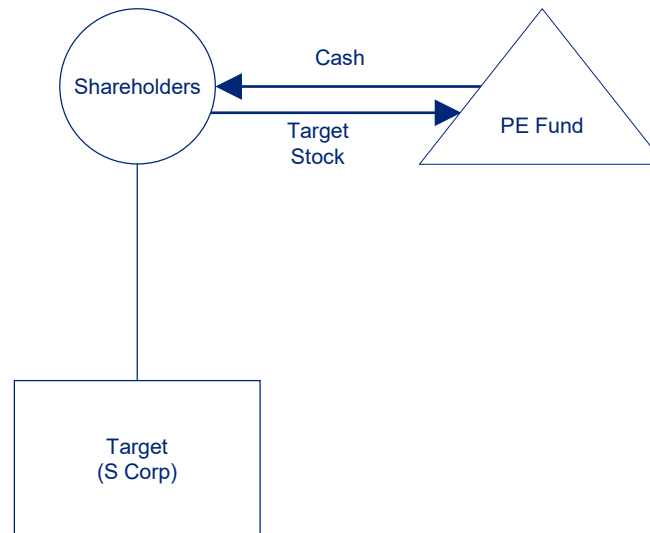 Cash
Shareholders
PE Fund
Target
Stock
Target
(S Corp)